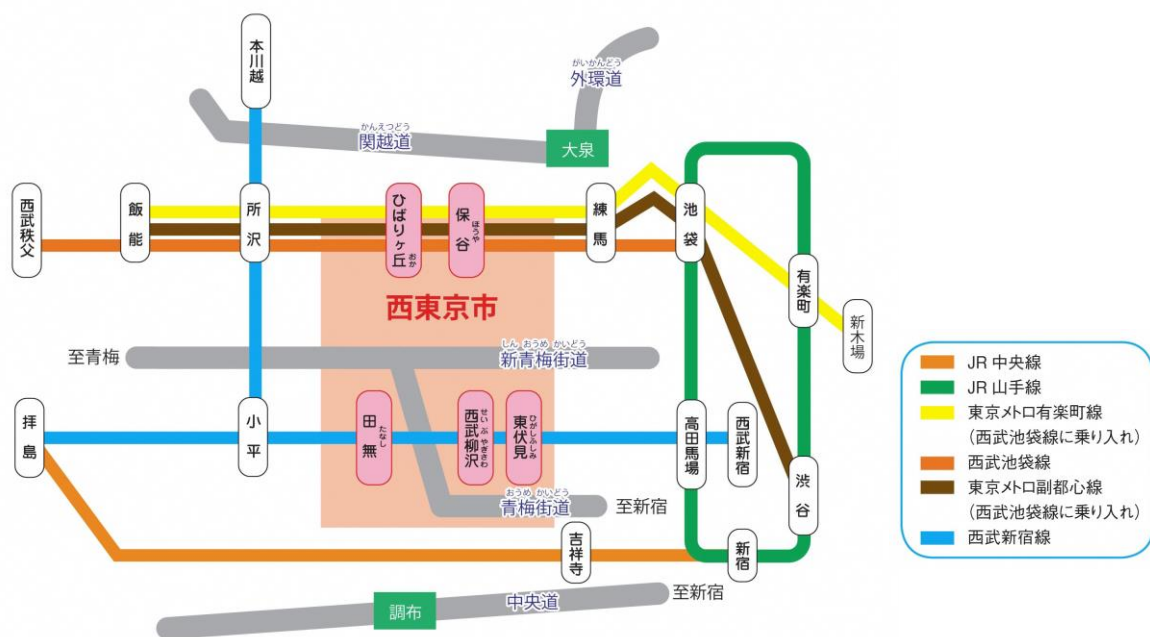 本川越
がいかんどう
外環道
かんえつどう
関越道
大泉
西武秩父
飯能
所沢
ひばりヶ丘
おか
保谷
ほうや
練馬
池袋
有楽町
新木場
西東京市
至青梅
しんおうめかいどう
新青梅街道
拝島
小平
田無
たなし
西武柳沢
せいぶやぎさわ
東伏見
ひがしふしみ
高田馬場
西武新宿
渋谷
おうめかいどう
青梅街道
至新宿
吉祥寺
新宿
調布
中央道
至新宿
JR 中央線
JR 山手線
東京メトロ有楽町線
(西武池袋線に乗り入れ)
西武池袋線
東京メトロ副都心線
(西武池袋線に乗り入れ)
西武新宿線